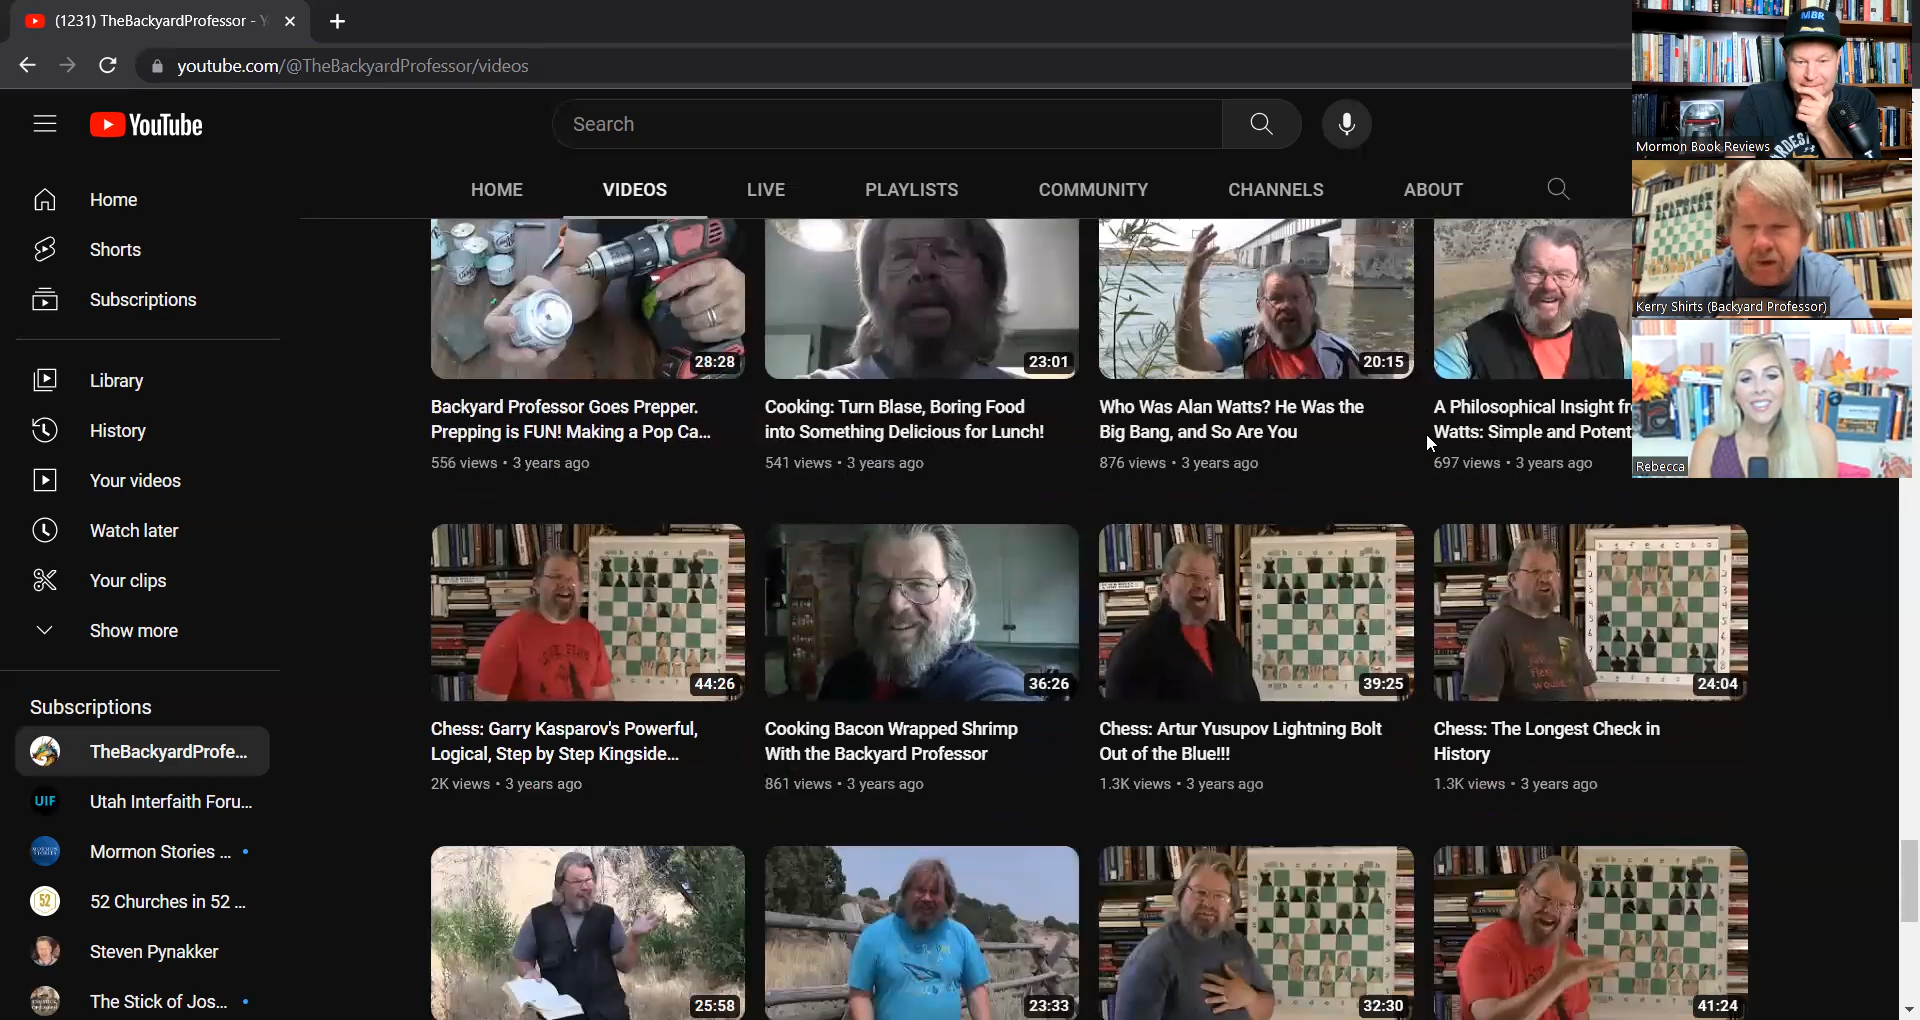 (1231) TheBackyardProfessor -
youtube.com/@TheBackyardProfessor/videos
YouTube
Search
HOME
VIDEOS
LIVE
PLAYLISTS
COMMUNITY
CHANNELS
ABOUT
Home
Shorts
Subscriptions
Library
History
Your videos
Watch later
Your clips
Show more
Subscriptions
TheBackyardProfe...
UIF
Utah Interfaith Foru...
Mormon Stories ...
52
52 Churches in 52 ...
Steven Pynakker
The Stick of Jos...
28:28
23:01
20:15
Backyard Professor Goes Prepper.
Prepping is FUN! Making a Pop Ca...
556 views • 3 years ago
Cooking: Turn Blase, Boring Food
into Something Delicious for Lunch!
541 views • 3 years ago
Who Was Alan Watts? He Was the
Big Bang, and So Are You
876 views • 3 years ago
A Philosophical Insight
Watts: Simple and Potent
697 views • 3 years ago
44:26
36:26
39:25
24:04
Chess: Garry Kasparov's Powerful,
Logical, Step by Step Kingside...
2K views • 3 years ago
Cooking Bacon Wrapped Shrimp
With the Backyard Professor
861 views • 3 years ago
Chess: Artur Yusupov Lightning Bolt
Out of the Blue!!!
1.3K views • 3 years ago
Chess: The Longest Check in
History
1.3K views • 3 years ago
25:58
23:33
32:30
41:24
MBR
Mormon Book Reviews
Kerry Shirts (Backyard Professor)
Rebecca